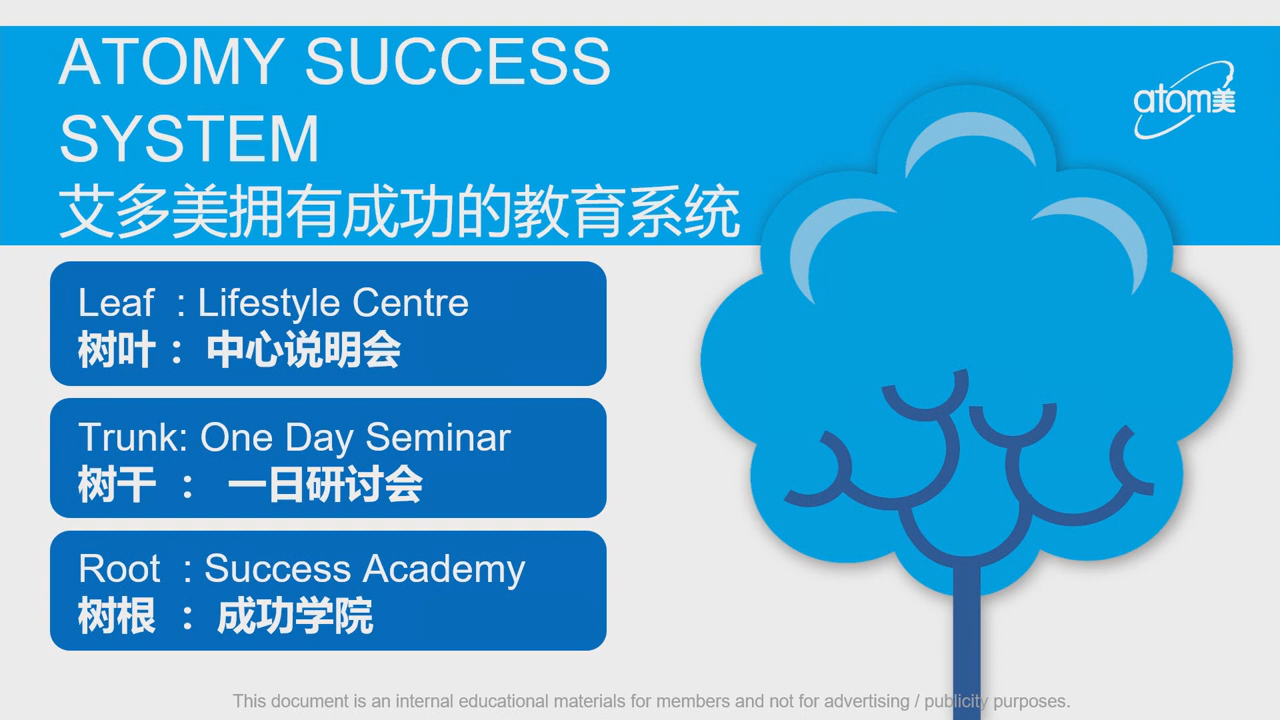 ATOMY SUCCESS
SYSTEM
艾多美拥有成功的教育系统
atom美
Leaf : Lifestyle Centre
树叶： 中心说明会
Trunk: One Day Seminar
树干 ： 一日研讨会
Root : Success Academy
树根 ： 成功学院
This document is an internal educational materials for members and not for advertising / publicity purposes.